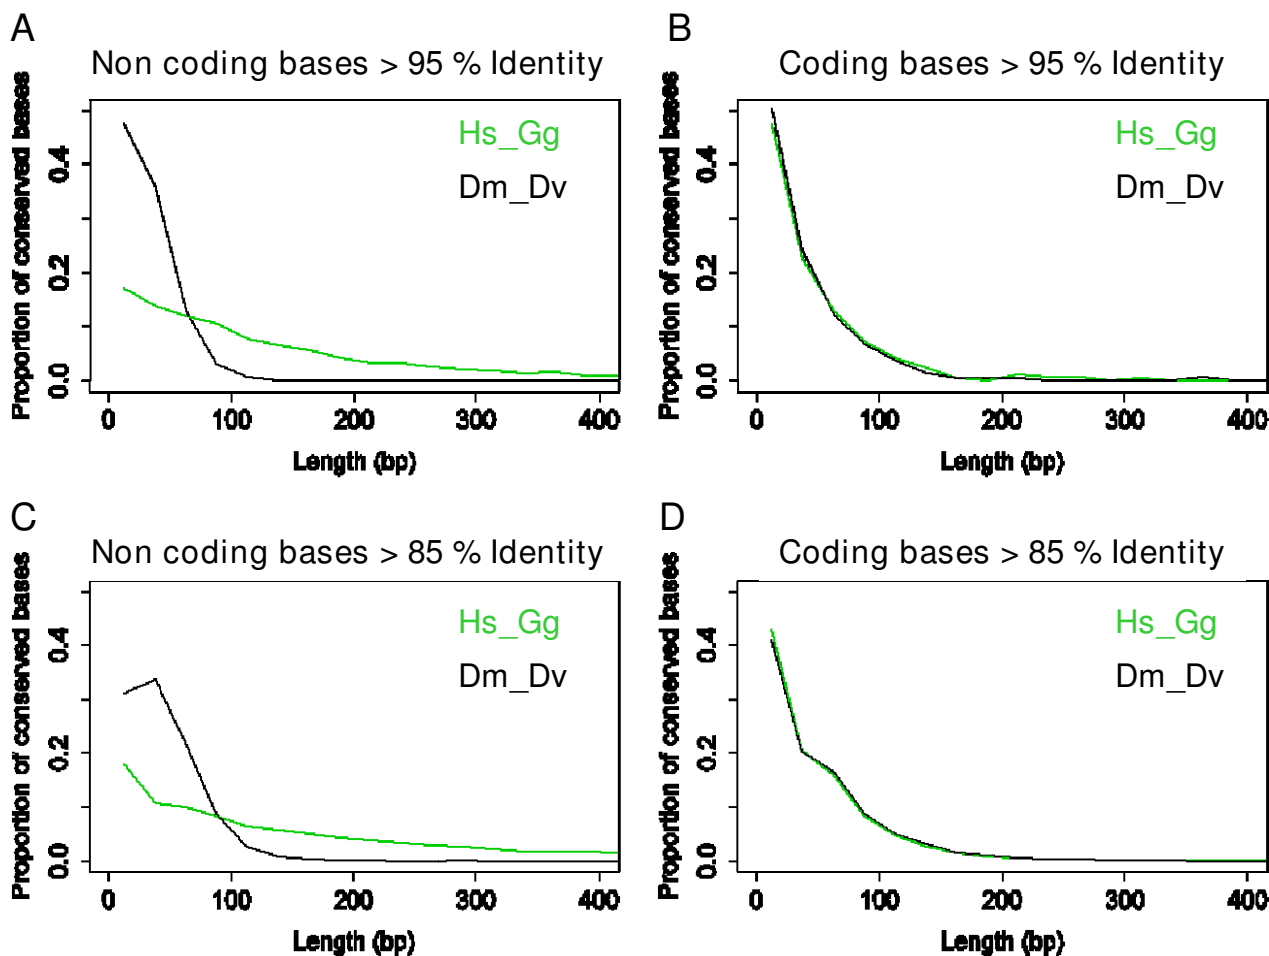 A
Non coding bases > 95 % Identity
Hs_Gg
Dm_Dv
Proportion of conserved bases
0.0
0.2
0.4
0
100
200
300
400
Length (bp)
B
Coding bases > 95 % Identity
Hs_Gg
Dm_Dv
Proportion of conserved bases
0.0
0.2
0.4
0
100
200
300
400
Length (bp)
C
Non coding bases > 85 % Identity
Hs_Gg
Dm_Dv
Proportion of conserved bases
0.0
0.2
0.4
0
100
200
300
400
Length (bp)
D
Coding bases > 85 % Identity
Hs_Gg
Dm_Dv
Proportion of conserved bases
0.0
0.2
0.4
0
100
200
300
400
Length (bp)